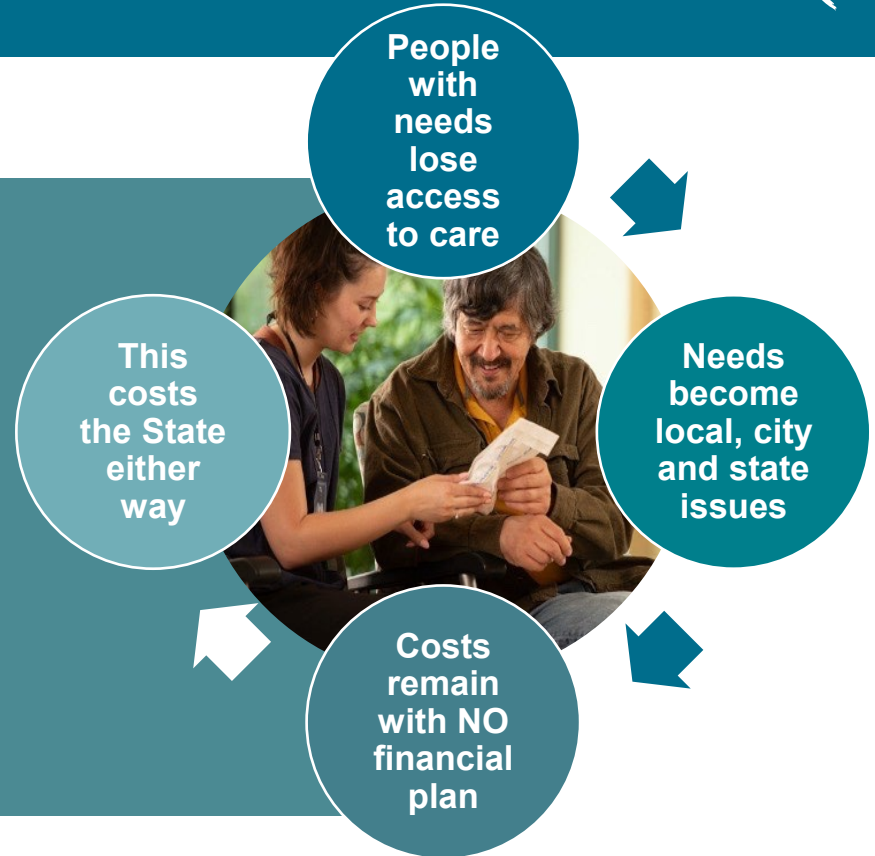 People
with
needs
lose
access
to care
Needs
become
local, city
and state
issues
Costs
remain
with NO
financial
plan
This
costs
the State
either
way